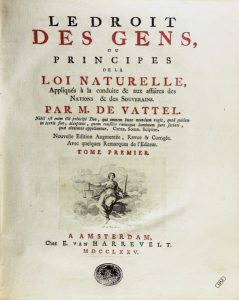 LE DROIT
DES GENS,
OU
PRINCIPES
DE LA
LOI NATURELLE,
Appliqués à la conduite & aux affaires des
NATIONS & des SOUVERAINS.
PAR M. DE VATTEL.
Nihil est enim illi principi Deo, qui omnem hunc mundum regit, quod quidem
in terris fiat, acceptius, quam concilia cœtusque hominum jure sociati,
quæ civitates appellantur. CICER. Somn. Scipion.
Nouvelle Edition Augmentée, Revue & Corrigée.
Avec quelques Remarques de l'Editeur.
TOME PREMIER.
A AMSTERDAM,
Chez E. VAN HARREVELT.
MDCCLXXV.